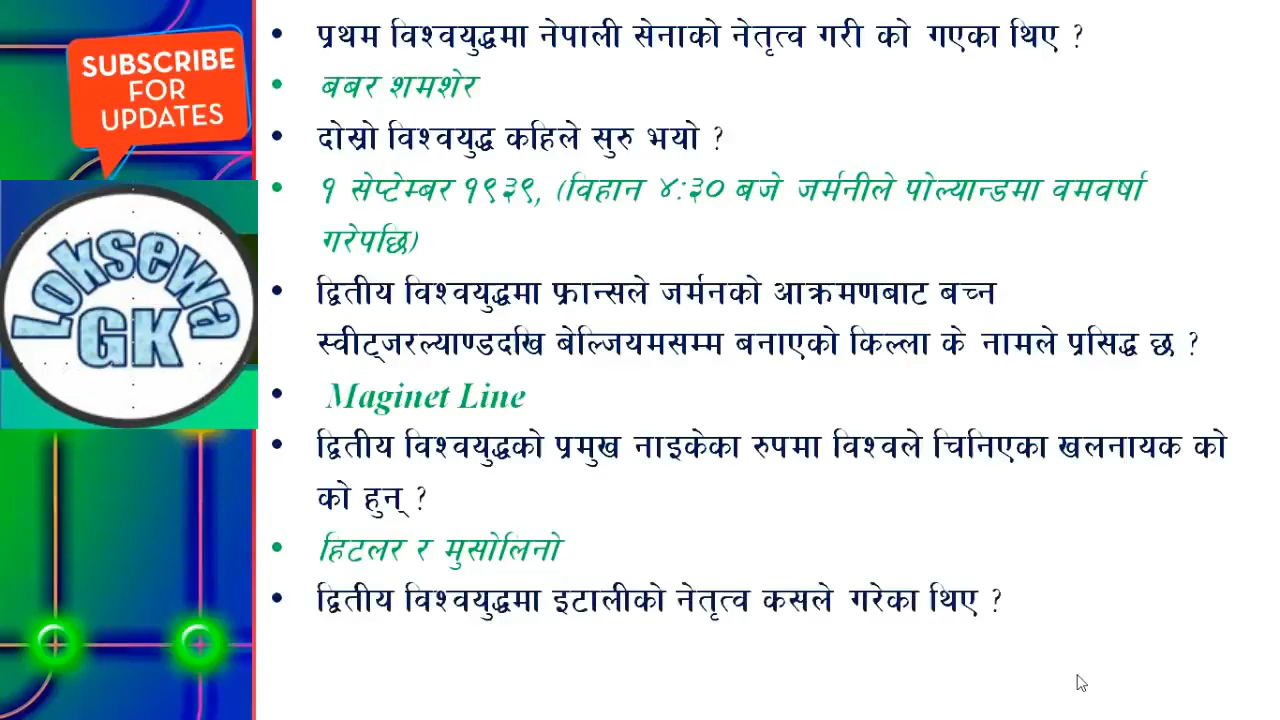 SUBSCRIBE
FOR
UPDATES
Loksewa
GK
• प्रथम विश्वयुद्धमा नेपाली सेनाको नेतृत्व गरी को गएका थिए ?
• बबर शमशेर
• दोस्रो विश्वयुद्ध कहिले सुरु भयो ?
• १ सेप्टेम्बर १९३९, (विहान ४:३० बजे जर्मनीले पोल्यान्डमा वमवर्षा
गरेपछि)
• द्वितीय विश्वयुद्धमा फ्रान्सले जर्मनको आक्रमणबाट बच्न
स्वीट्जरल्याण्डदखि बेल्जियमसम्म बनाएको किल्ला के नामले प्रसिद्ध छ ?
• Maginet Line
• द्वितीय विश्वयुद्धको प्रमुख नाइकेका रुपमा विश्वले चिनिएका खलनायक को
को हुन् ?
• हिटलर र मुसोलिनो
• द्वितीय विश्वयुद्धमा इटालीको नेतृत्व कसले गरेका थिए ?